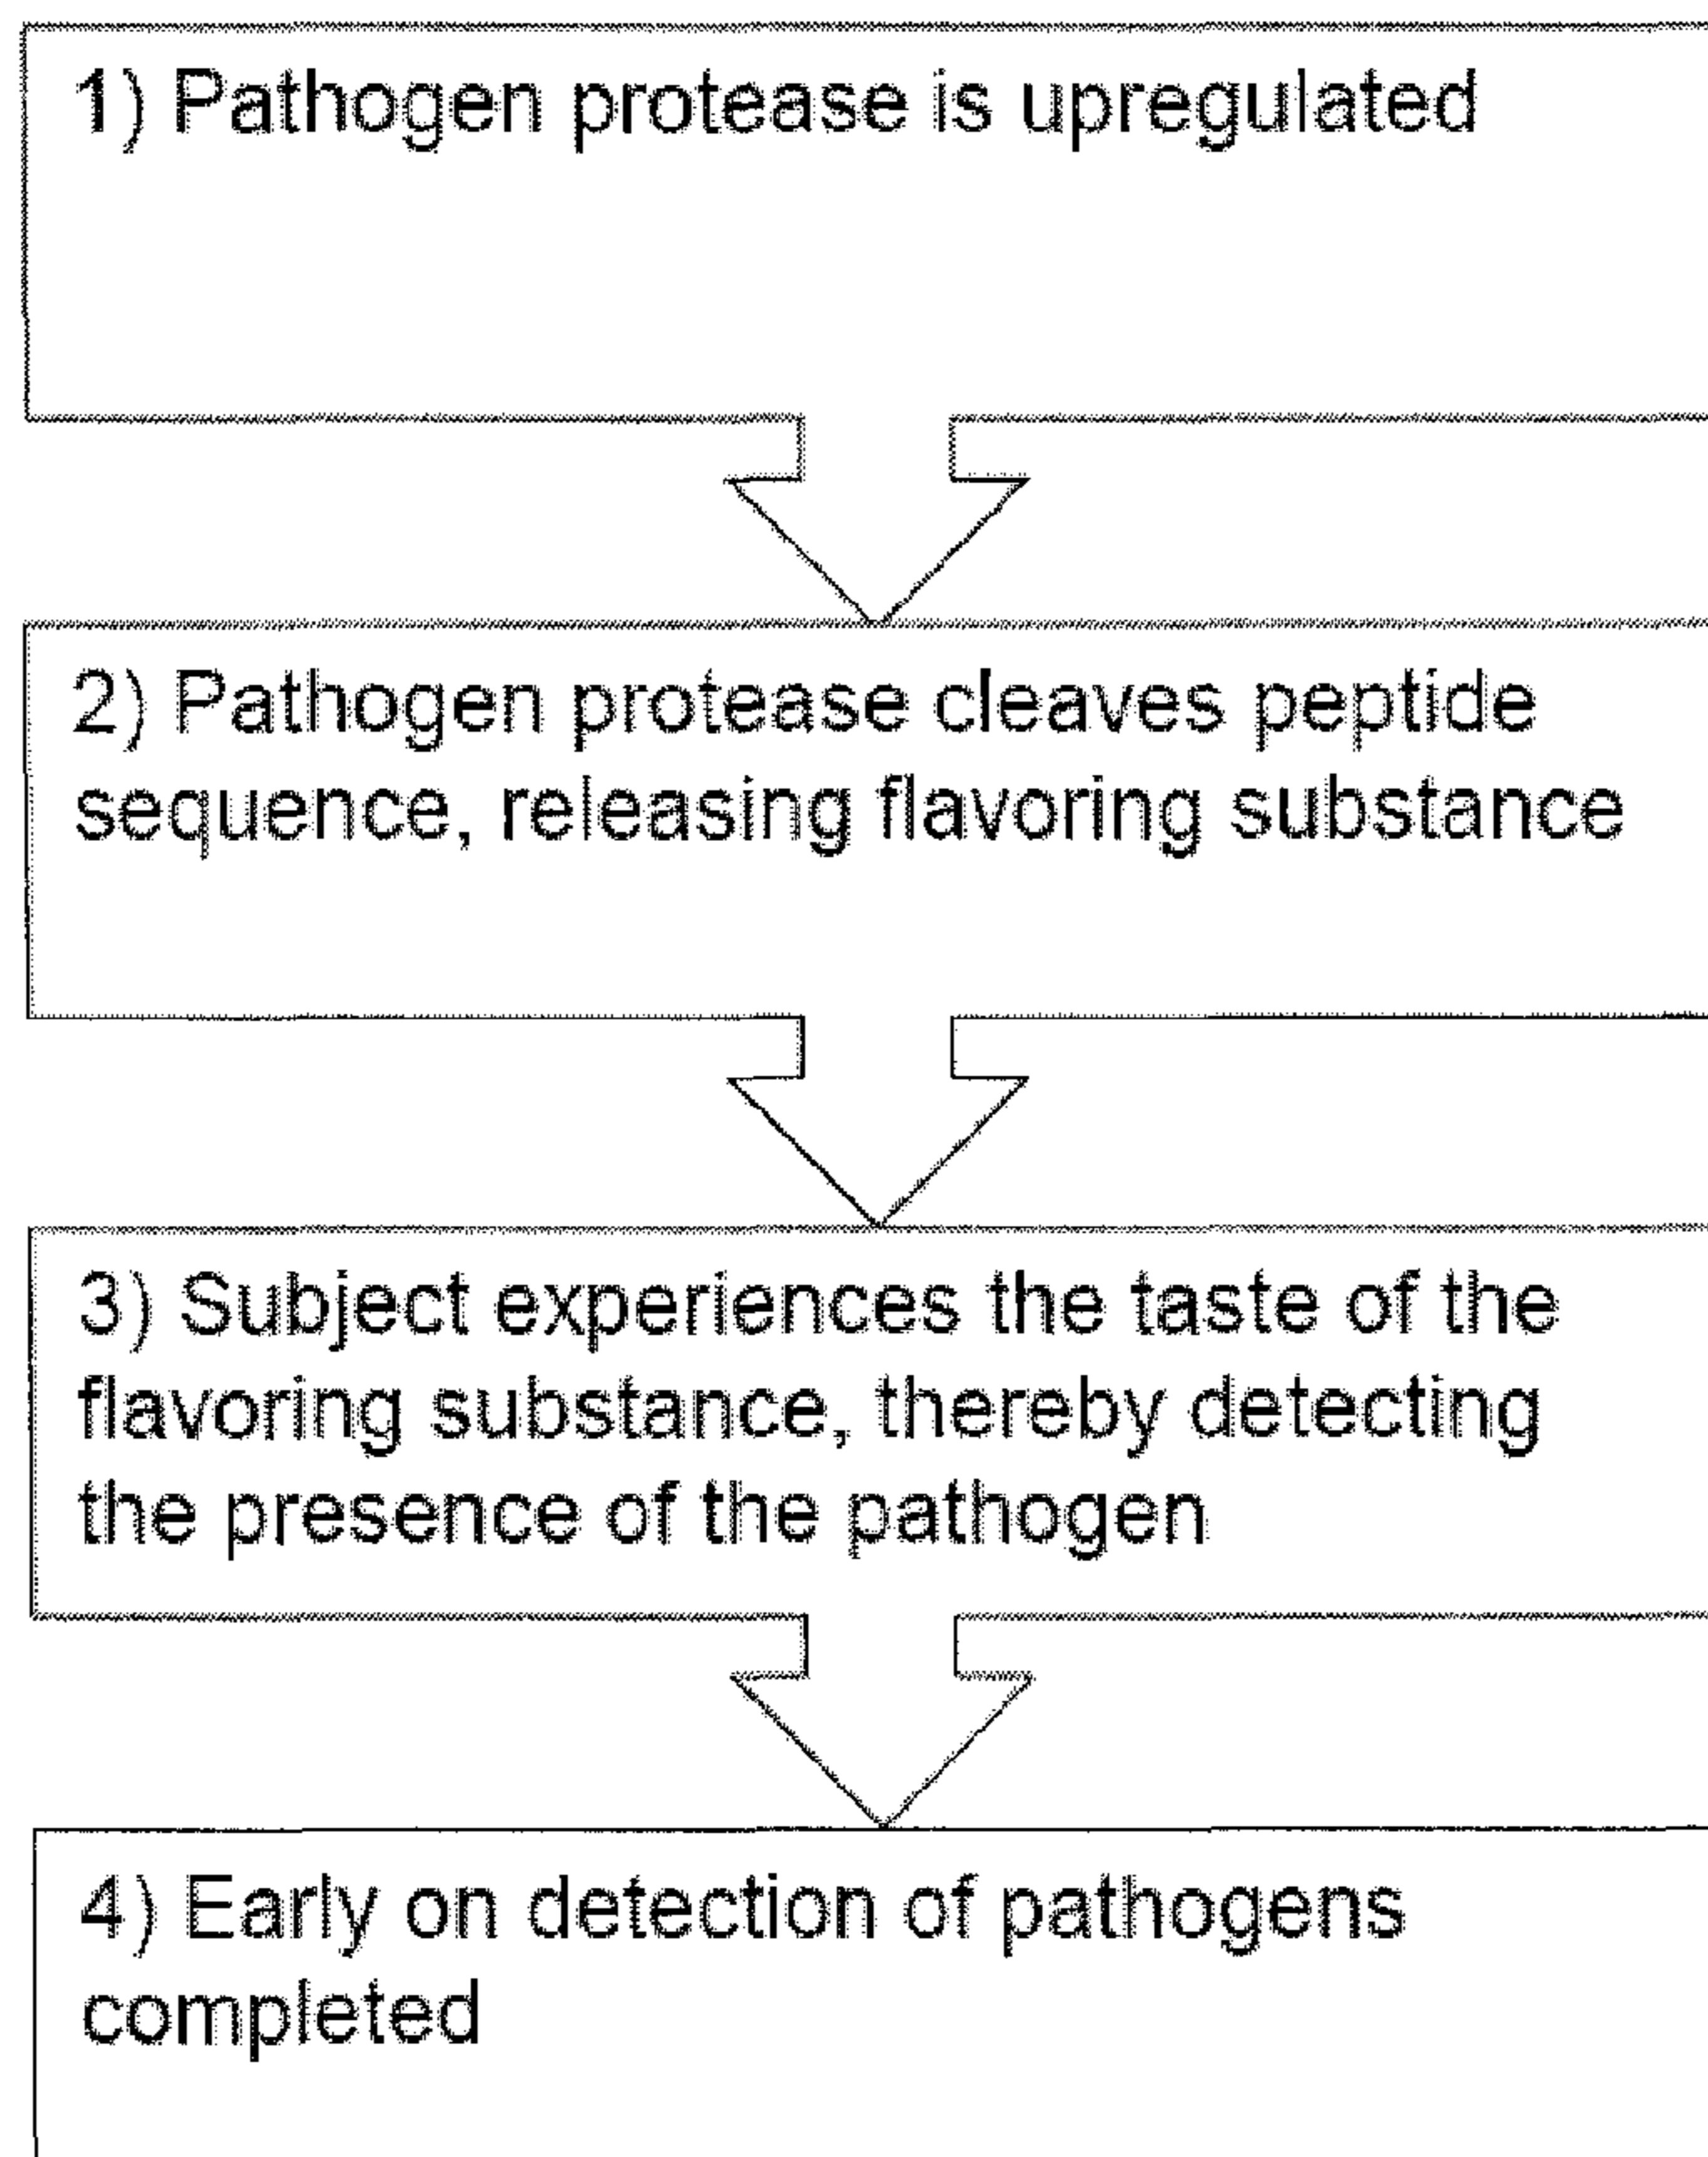 1) Pathogen protease is upregulated
2) Pathogen protease cleaves peptide
sequence, releasing flavoring substance
3) Subject experiences the taste of the
flavoring substance, thereby detecting
the presence of the pathogen
4) Early on detection of pathogens
completed